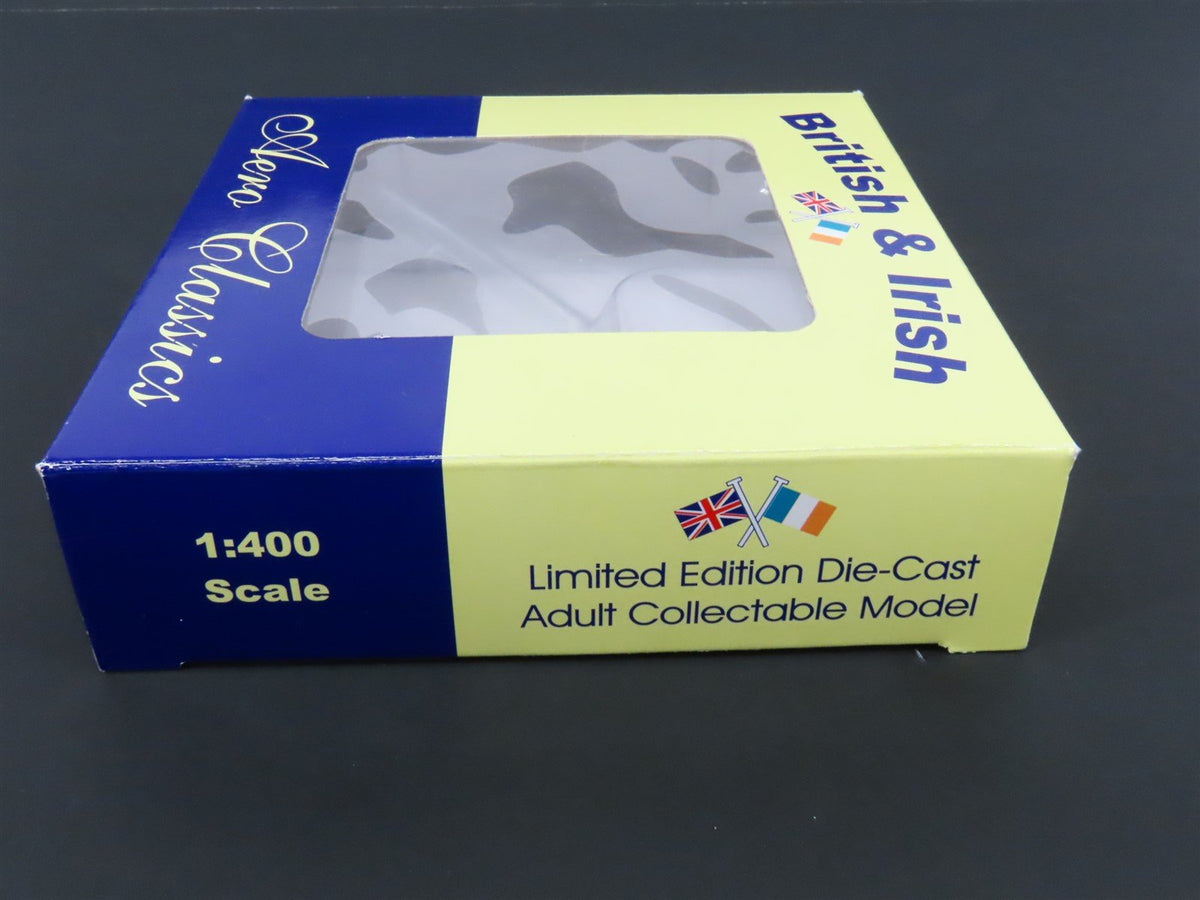 Aero Classics
British & Irish
1:400
Scale
Limited Edition Die-Cast
Adult Collectable Model